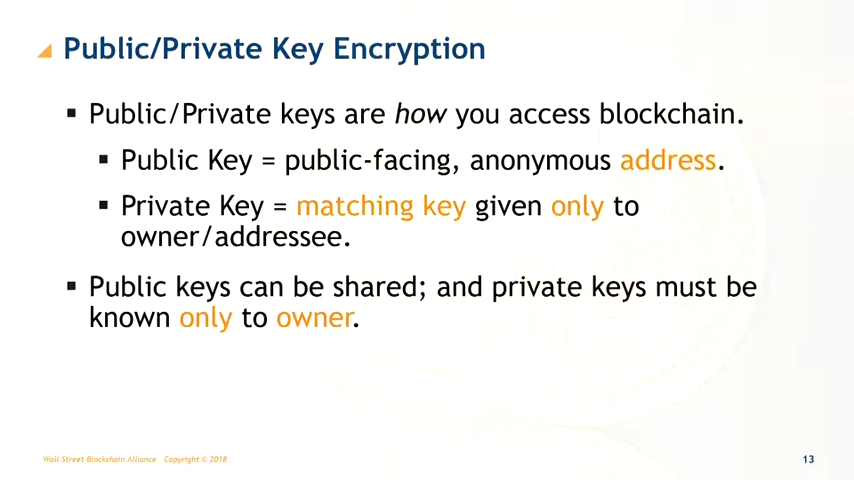 Public/Private Key Encryption
Public/Private keys are how you access blockchain.
Public Key = public-facing, anonymous address.
Private Key = matching key given only to
owner/addressee.
Public keys can be shared; and private keys must be
known only to owner.
Wall Street Blockchain Alliance Copyright © 2018
13